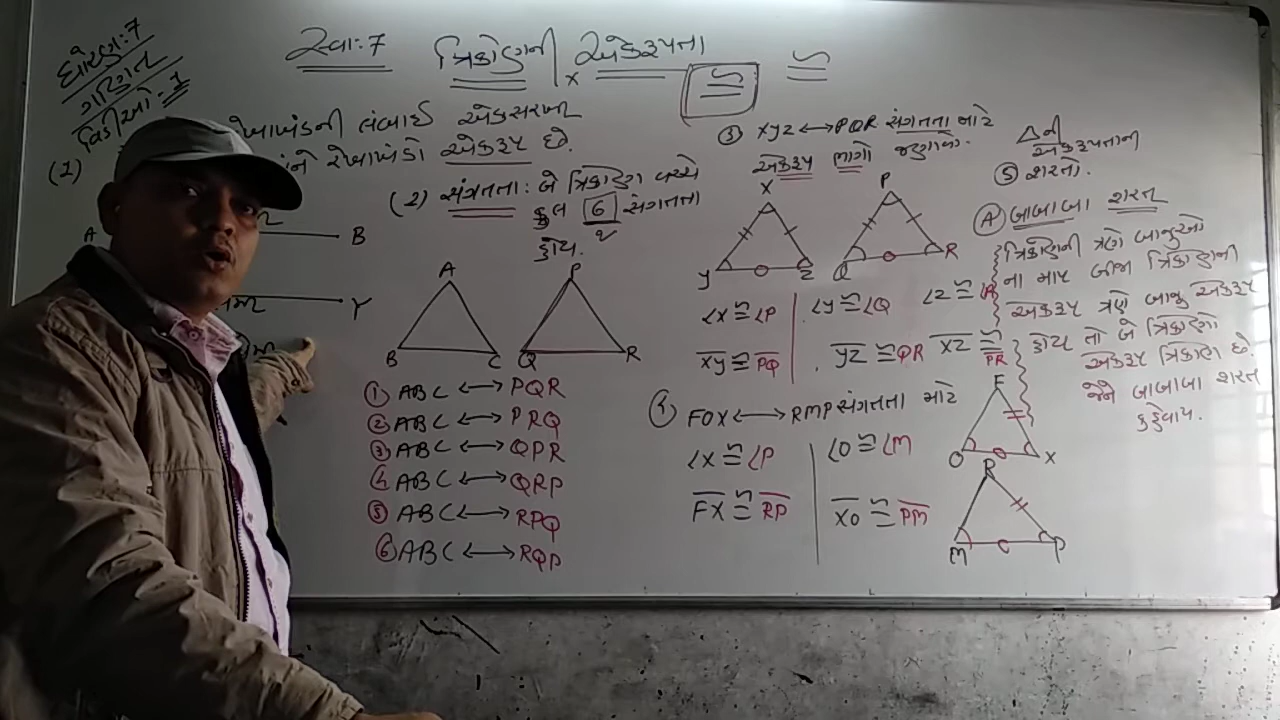 ધોરણ: 7
ગણિત
વિડીયો - 1
સ્વા: 7 ત્રિકોણની એકરૂપતા
≅ ≅
(1) રેખાખંડની લંબાઈ એકસરખી
રેખાખંડો એકરૂપ છે.
A B
Y
(2) સંગતતા: બે ત્રિકોણ વચ્ચે
કુલ 6 સંગતતા
હોય.
A P
B C Q R
① ABC ↔ PQR
② ABC ↔ PRQ
③ ABC ↔ QPR
④ ABC ↔ QRP
⑤ ABC ↔ RPQ
⑥ ABC ↔ RQP
③ XYZ ↔ PQR સંગતતા માટે
એકરૂપ ભાગો જણાવો.
X P
Y Z Q R
∠X ≅ ∠P ∠Y ≅ ∠Q ∠Z ≅ ∠R
XY ≅ PQ YZ ≅ QR XZ ≅ PR
④ FOX ↔ RMP સંગતતા માટે
∠X ≅ ∠P ∠O ≅ ∠M
FX ≅ RP XO ≅ PM
F
O X
R
M P
Δની
એકરૂપતાની
⑤ શરતો.
Ⓐ બાબાબા શરત
ત્રિકોણની ત્રણે બાજુઓ
ના માપ બીજા ત્રિકોણની
એકરૂપ ત્રણે બાજુ એકરૂપ
હોય તો બે ત્રિકોણો
એકરૂપ ત્રિકોણ છે.
જેને બાબાબા શરત
કહેવાય.